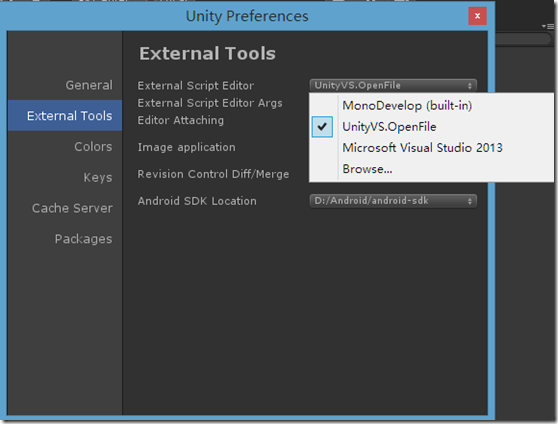 Unity Preferences
x
External Tools
General
External Tools
Colors
Keys
Cache Server
Packages
External Script Editor
UnityVS.OpenFile
External Script Editor Args
Editor Attaching
Image application
Revision Control Diff/Merge
Android SDK Location
D:/Android/android-sdk
MonoDevelop (built-in)
UnityVS.OpenFile
Microsoft Visual Studio 2013
Browse...